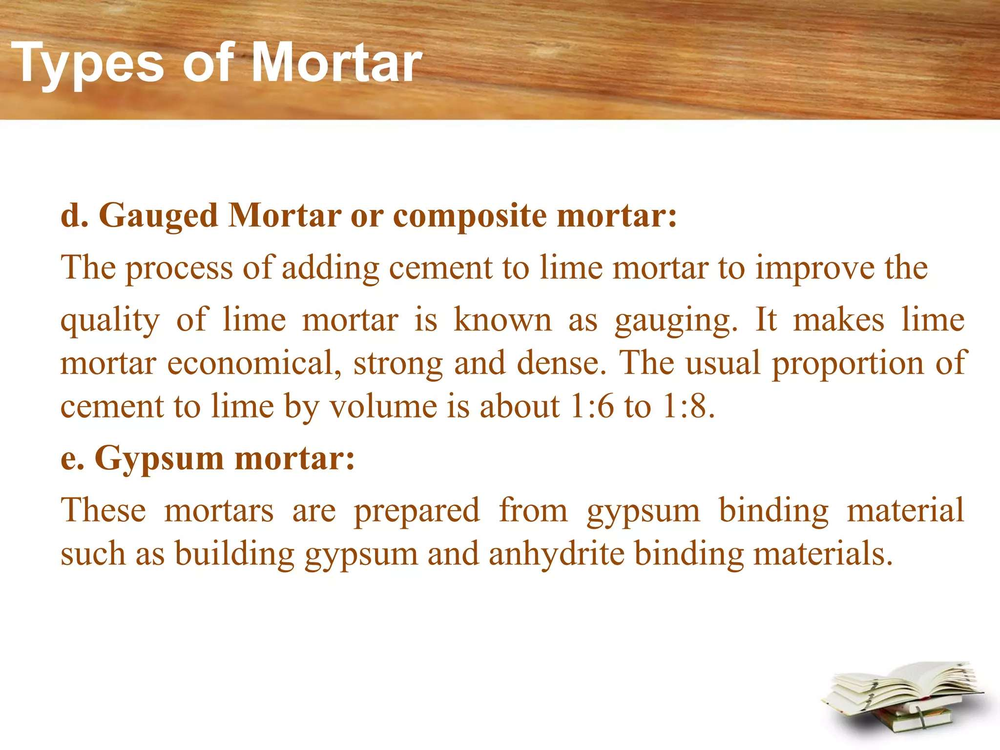 Types of Mortar
d. Gauged Mortar or composite mortar:
The process of adding cement to lime mortar to improve the
quality of lime mortar is known as gauging. It makes lime
mortar economical, strong and dense. The usual proportion of
cement to lime by volume is about 1:6 to 1:8.
e. Gypsum mortar:
These mortars are prepared from gypsum binding material
such as building gypsum and anhydrite binding materials.